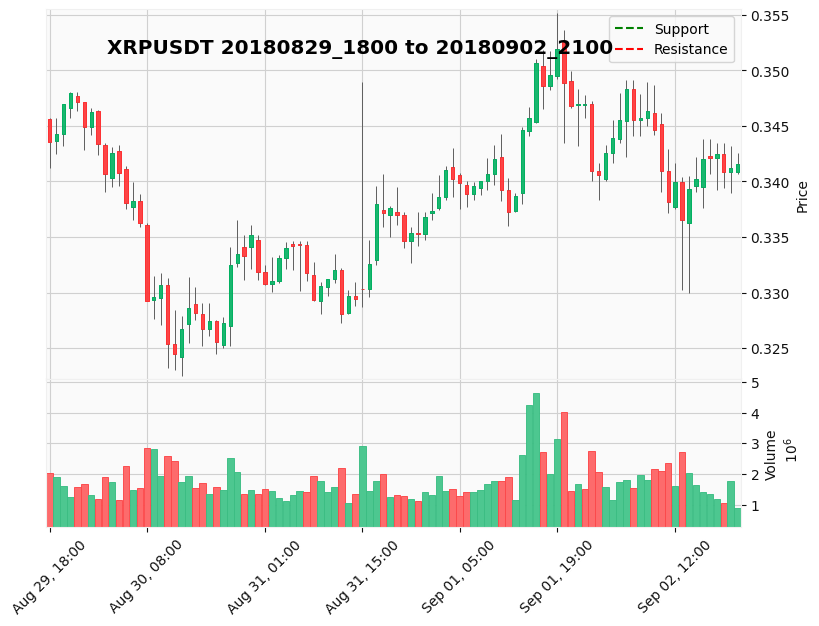 XRPUSDT 20180829_1800 to 20180902_2100
Support
Resistance
0.355
0.350
0.345
0.340
0.335
0.330
0.325
Price
5
4
3
2
1
Volume
10^6
Aug 29, 18:00
Aug 30, 08:00
Aug 31, 01:00
Aug 31, 15:00
Sep 01, 05:00
Sep 01, 19:00
Sep 02, 12:00